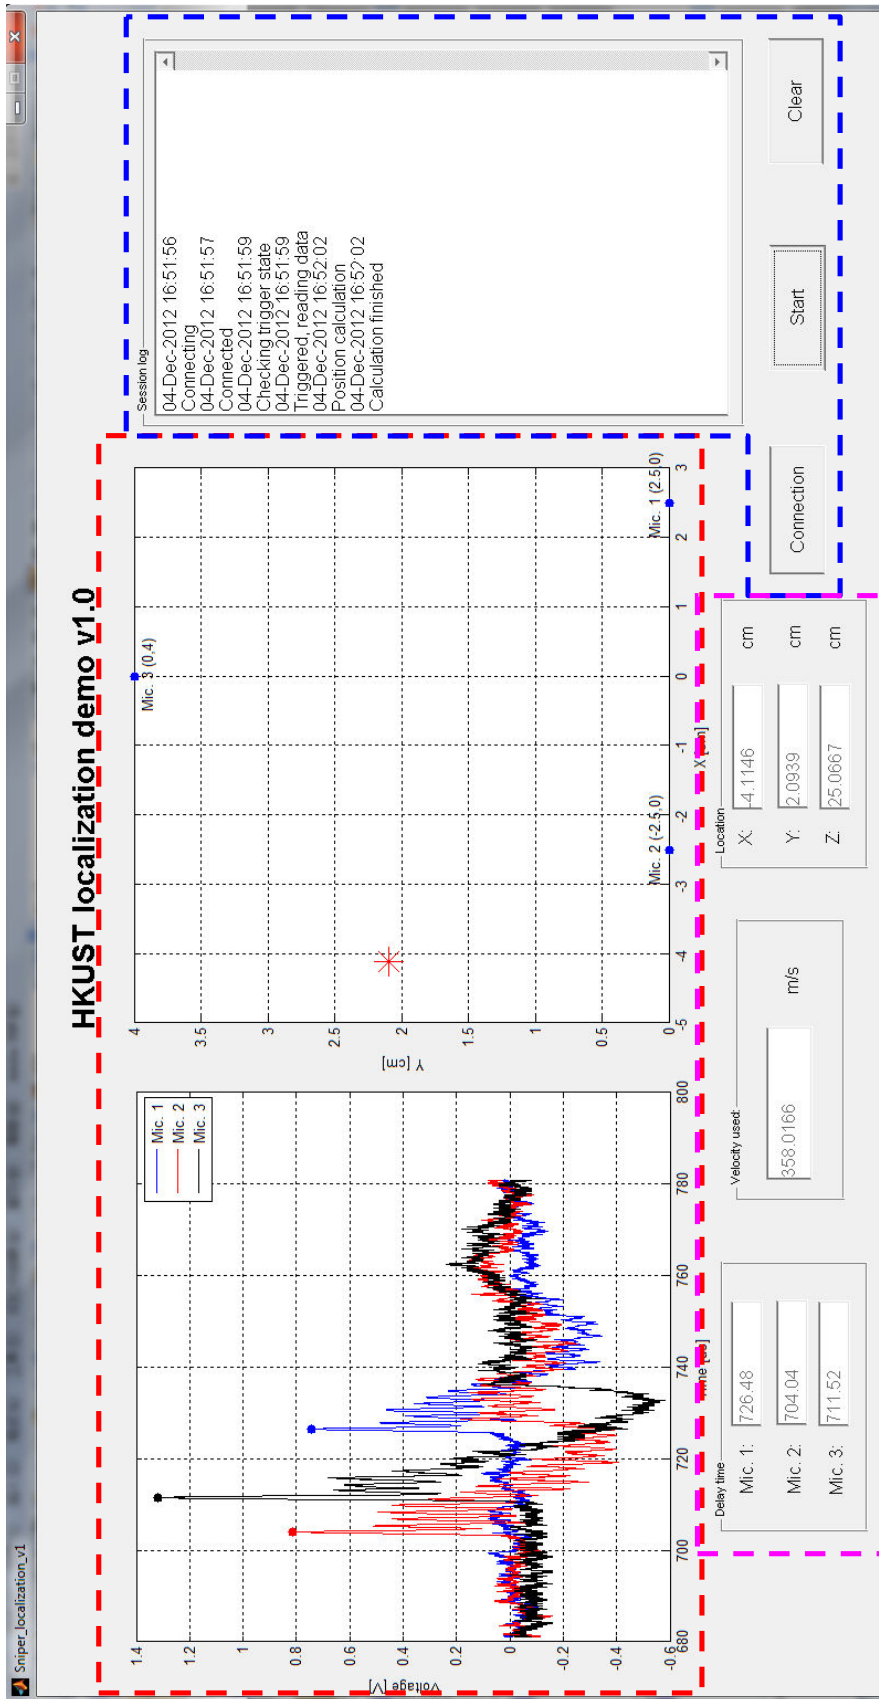 Sniper_localization_v1
HKUST localization demo v1.0
1.4
1.2
1
0.8
0.6
0.4
0.2
0
-0.2
-0.4
-0.6
Voltage [V]
680
700
720
740
760
780
800
Time [us]
Mic. 1
Mic. 2
Mic. 3
4
3.5
3
2.5
2
1.5
1
0.5
0
Y [cm]
-5
-4
-3
-2
-1
0
1
2
3
X [cm]
Mic. 3 (0,4)
Mic. 2 (-2.5,0)
Mic. 1 (2.5,0)
Session log
04-Dec-2012 16:51:56
Connecting
04-Dec-2012 16:51:57
Connected
04-Dec-2012 16:51:59
Checking trigger state
04-Dec-2012 16:51:59
Triggered, reading data
04-Dec-2012 16:52:02
Position calculation
04-Dec-2012 16:52:02
Calculation finished
Delay time
Mic. 1: 726.48
Mic. 2: 704.04
Mic. 3: 711.52
Velocity used:
358.0166 m/s
Location
X: -4.1146 cm
Y: 2.0939 cm
Z: 25.0667 cm
Connection
Start
Clear